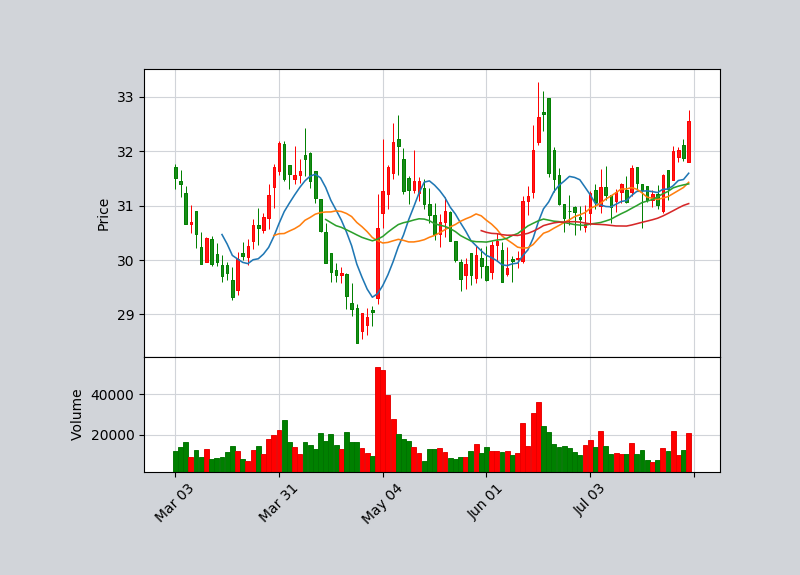 33
32
31
30
29
Price
40000
20000
Volume
Mar 03
Mar 31
May 04
Jun 01
Jul 03